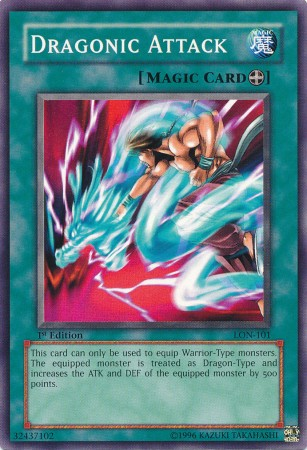 DRAGONIC ATTACK
MAGIC
魔
[MAGIC CARD]
1st Edition
LON-101
This card can only be used to equip Warrior-Type monsters.
The equipped monster is treated as Dragon-Type and
increases the ATK and DEF of the equipped monster by 500
points.
32437102
©1996 KAZUKI TAKAHASHI